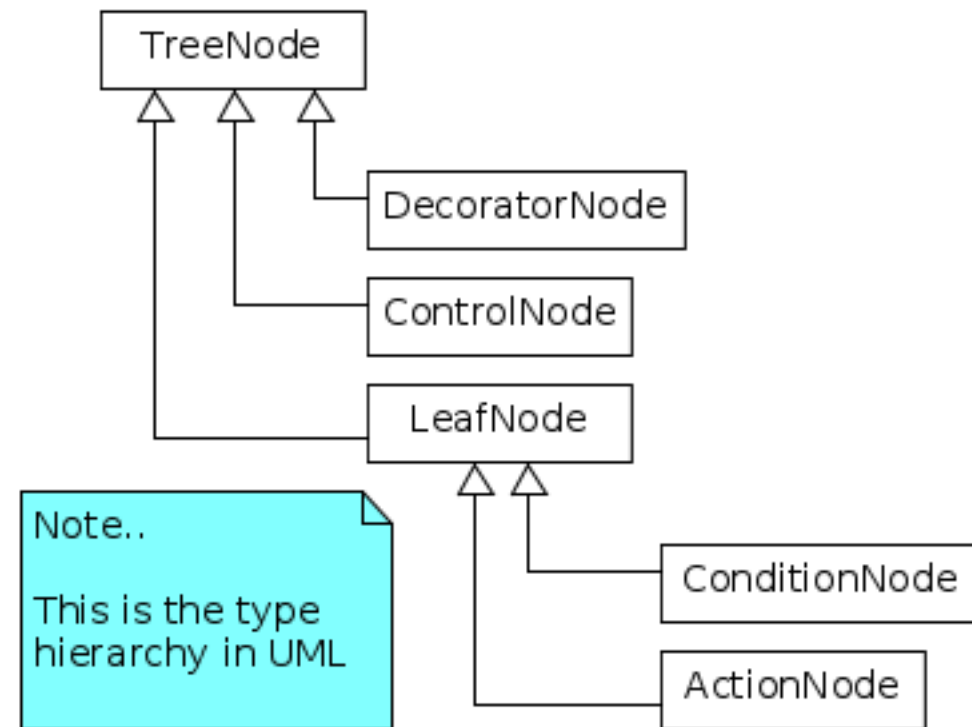 TreeNode
DecoratorNode
ControlNode
LeafNode
Note..
This is the type
hierarchy in UML
ConditionNode
ActionNode